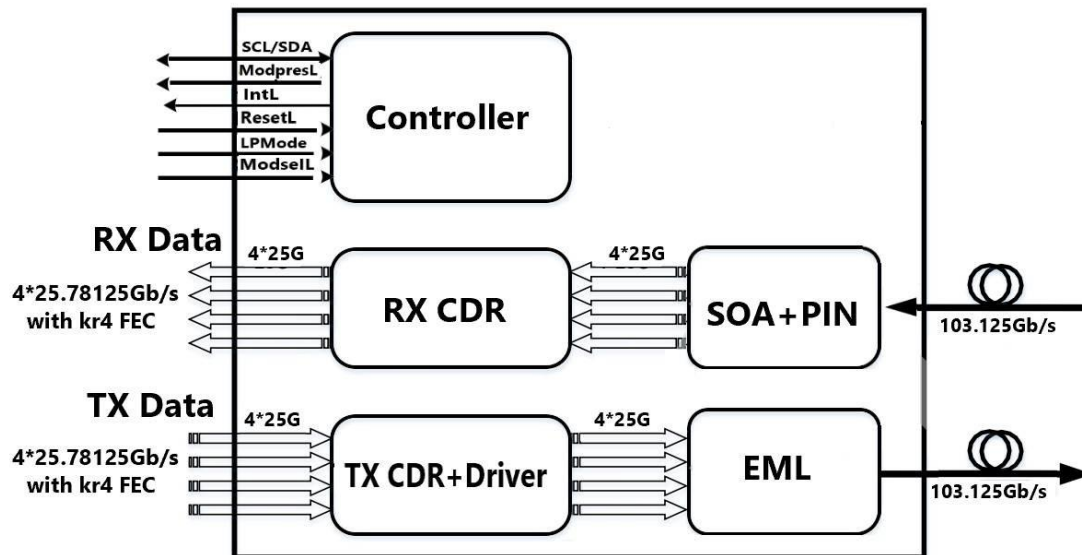 SCL/SDA
ModpresL
IntL
ResetL
LPMode
ModselL
Controller
RX Data
4*25.78125Gb/s
with kr4 FEC
4*25G
RX CDR
4*25G
SOA+PIN
103.125Gb/s
TX Data
4*25.78125Gb/s
with kr4 FEC
4*25G
TX CDR+Driver
4*25G
EML
103.125Gb/s